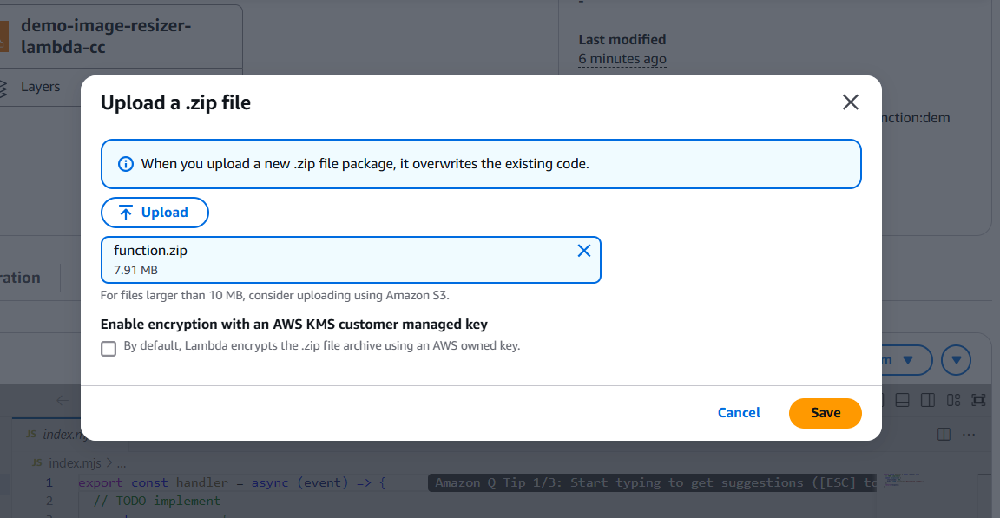 demo-image-resizer-
lambda-cc
Layers
-
Last modified
6 minutes ago
nction:dem
Upload a .zip file
When you upload a new .zip file package, it overwrites the existing code.
Upload
function.zip
7.91 MB
For files larger than 10 MB, consider uploading using Amazon S3.
Enable encryption with an AWS KMS customer managed key
By default, Lambda encrypts the .zip file archive using an AWS owned key.
Cancel
Save
ration
m
JS index.m
JS index.mjs > ...
1 export const handler = async (event) => {
Amazon Q Tip 1/3: Start typing to get suggestions ([ESC] to
2 // TODO implement